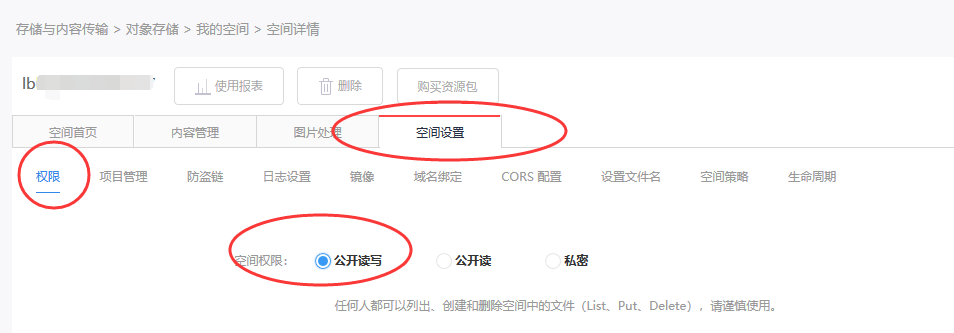 存储与内容传输 > 对象存储 > 我的空间 > 空间详情
lb 使用报表 删除 购买资源包
空间首页 内容管理 图片处理 空间设置
权限 项目管理 防盗链 日志设置 镜像 域名绑定 CORS 配置 设置文件名 空间策略 生命周期
空间权限： 公开读写 公开读 私密
任何人都可以列出、创建和删除空间中的文件（List、Put、Delete），请谨慎使用。